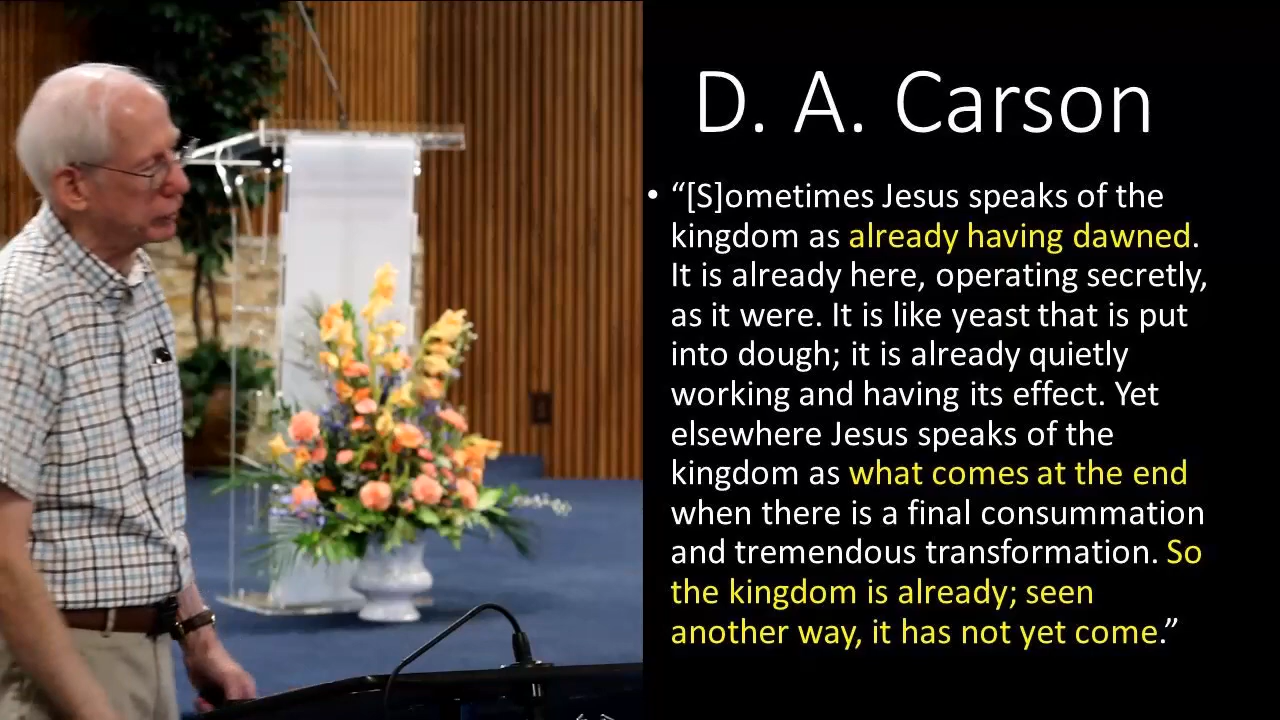 D. A. Carson
• “[S]ometimes Jesus speaks of the
kingdom as already having dawned.
It is already here, operating secretly,
as it were. It is like yeast that is put
into dough; it is already quietly
working and having its effect. Yet
elsewhere Jesus speaks of the
kingdom as what comes at the end
when there is a final consummation
and tremendous transformation. So
the kingdom is already; seen
another way, it has not yet come.”